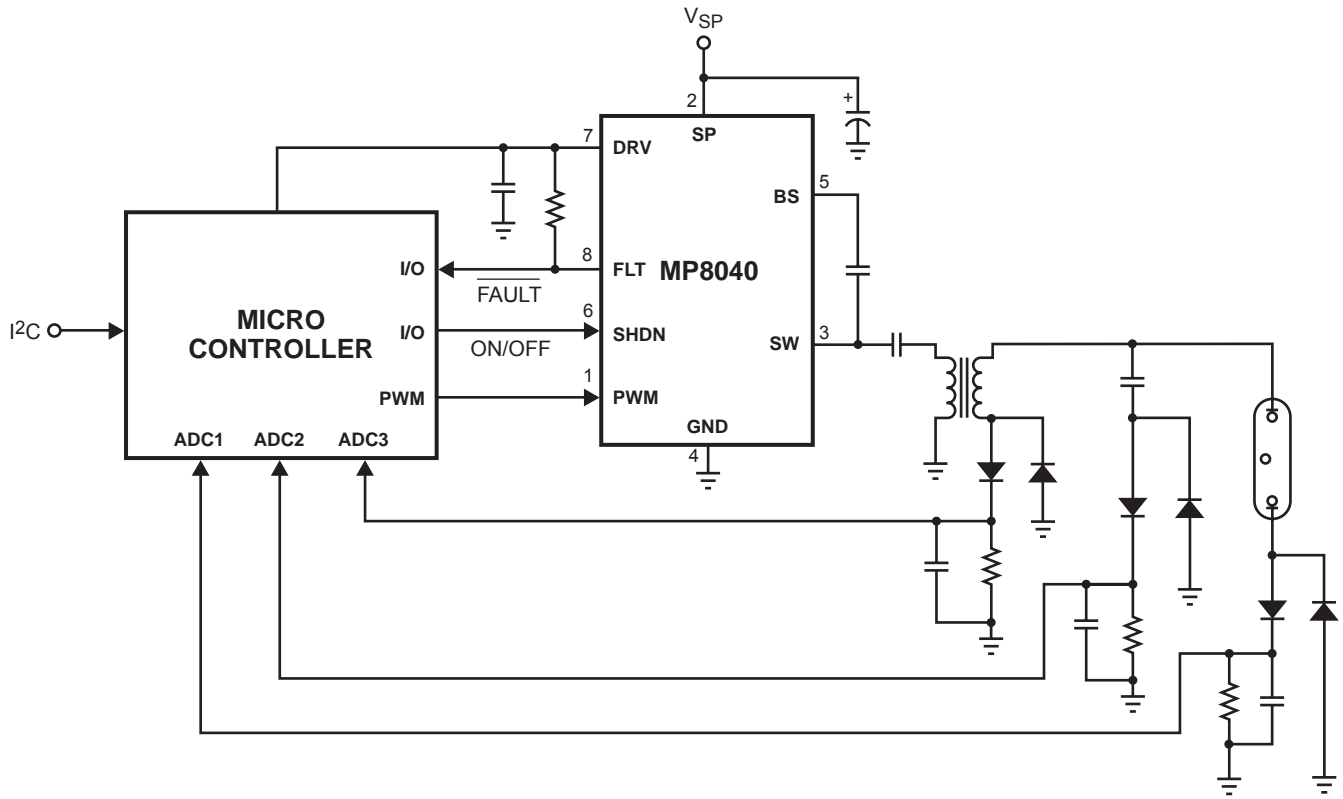 VSP
+
2
SP
7
DRV
5
BS
I/O
8
FLT
MP8040
FAULT
I²C
MICRO
CONTROLLER
I/O
6
SHDN
ON/OFF
3
SW
PWM
1
PWM
ADC1 ADC2 ADC3
GND
4